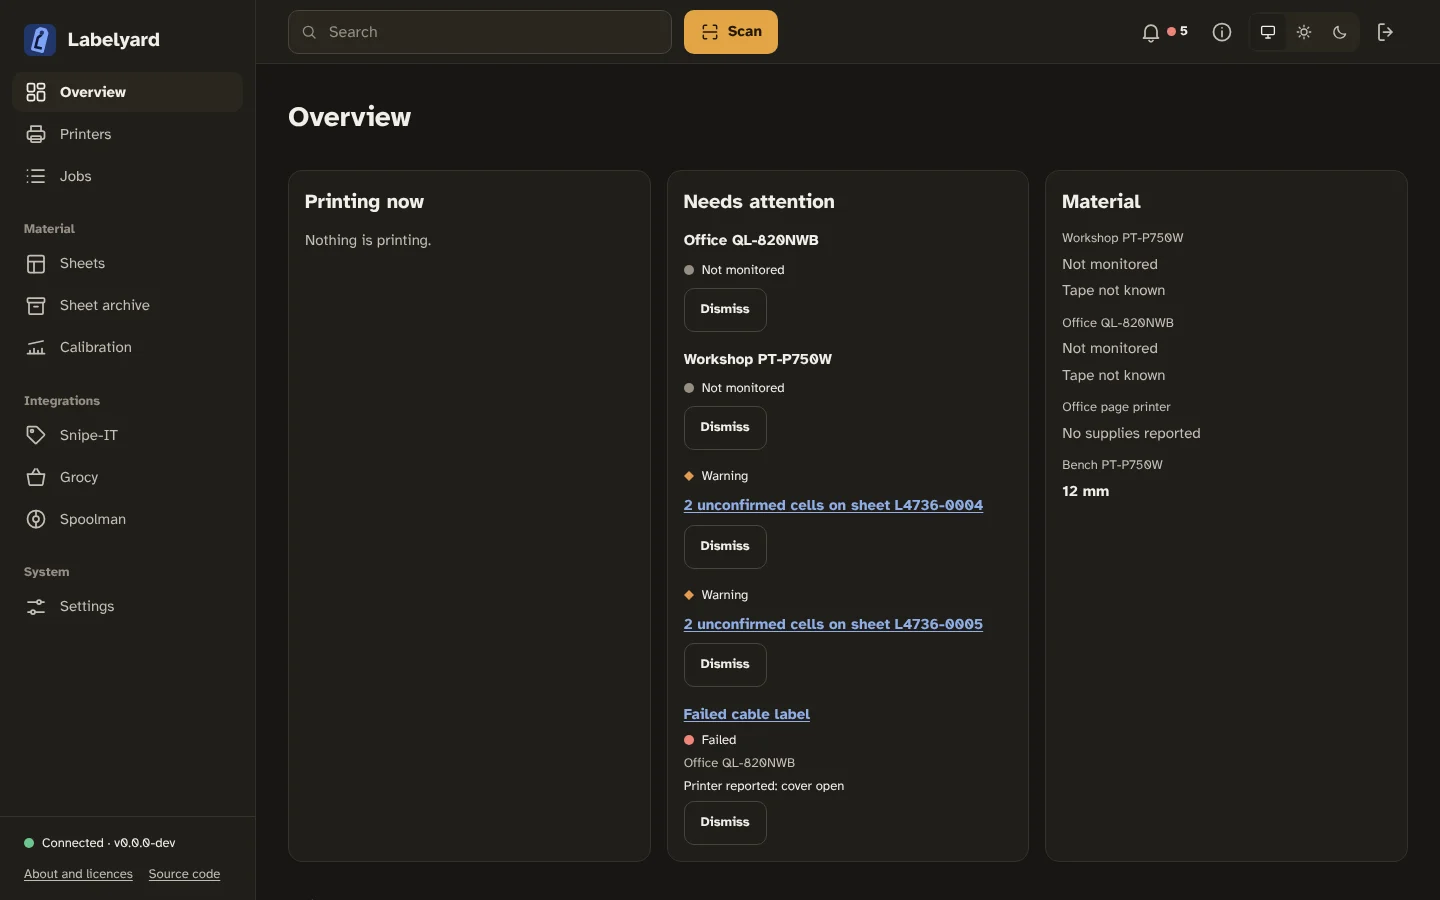 Labelyard
Search
Scan
5
Overview
Printers
Jobs
Material
Sheets
Sheet archive
Calibration
Integrations
Snipe-IT
Grocy
Spoolman
System
Settings
Connected · v0.0.0-dev
About and licences
Source code
Overview
Printing now
Nothing is printing.
Needs attention
Office QL-820NWB
Not monitored
Dismiss
Workshop PT-P750W
Not monitored
Dismiss
Warning
2 unconfirmed cells on sheet L4736-0004
Dismiss
Warning
2 unconfirmed cells on sheet L4736-0005
Dismiss
Failed cable label
Failed
Office QL-820NWB
Printer reported: cover open
Dismiss
Material
Workshop PT-P750W
Not monitored
Tape not known
Office QL-820NWB
Not monitored
Tape not known
Office page printer
No supplies reported
Bench PT-P750W
12 mm